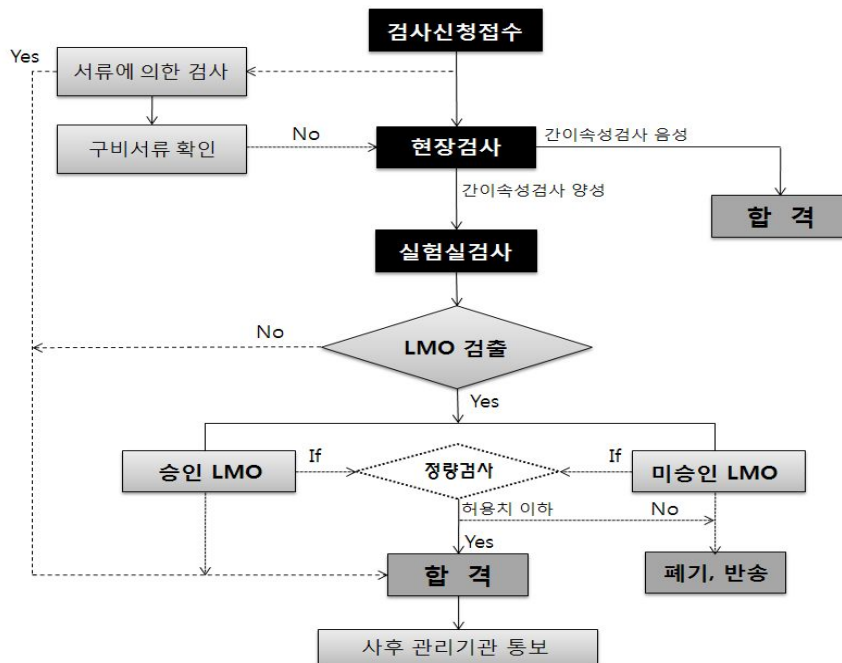 검사신청접수
Yes
서류에 의한 검사
구비서류 확인
No
현장검사
간이속성검사 음성
간이속성검사 양성
합 격
실험실검사
No
LMO 검출
Yes
승인 LMO
If
정량검사
If
미승인 LMO
허용치 이하
No
Yes
합 격
폐기, 반송
사후 관리기관 통보